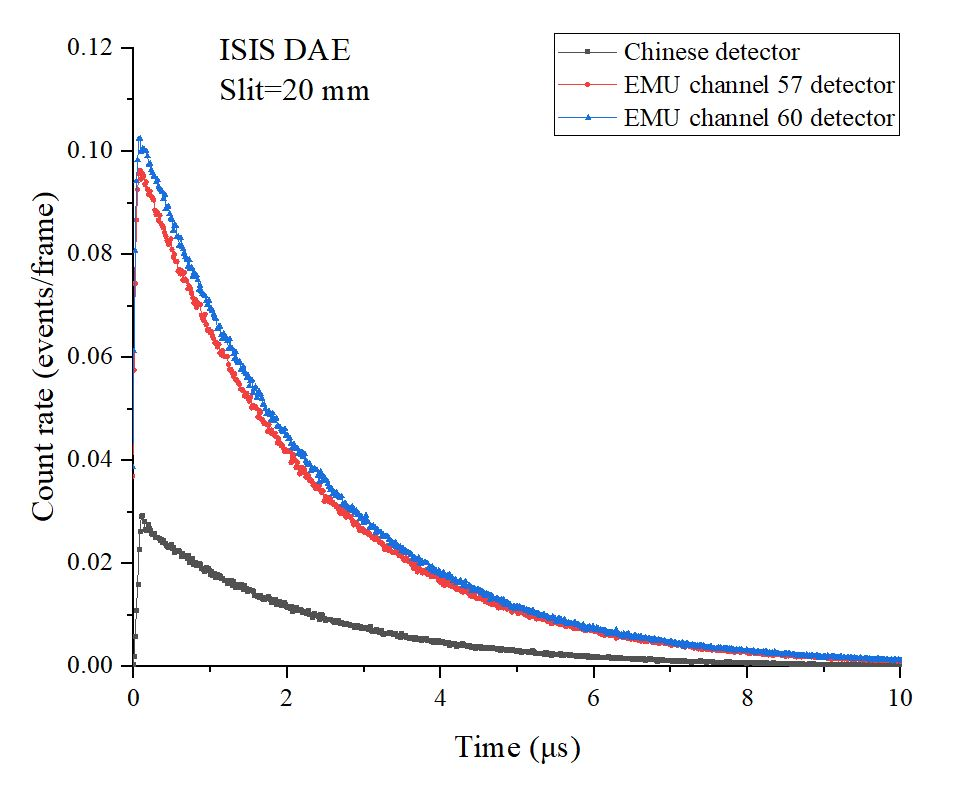 ISIS DAE
Slit=20 mm
Chinese detector
EMU channel 57 detector
EMU channel 60 detector
0.12
0.10
0.08
0.06
0.04
0.02
0.00
Count rate (events/frame)
0 2 4 6 8 10
Time (μs)